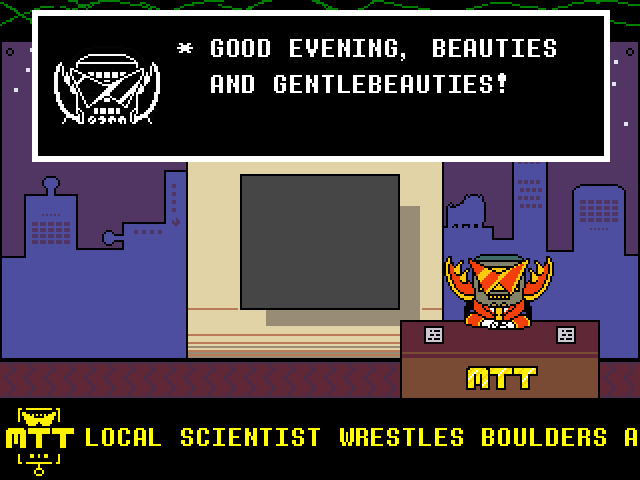 * GOOD EVENING, BEAUTIES
AND GENTLEBEAUTIES!
MTT
MTT LOCAL SCIENTIST WRESTLES BOULDERS A